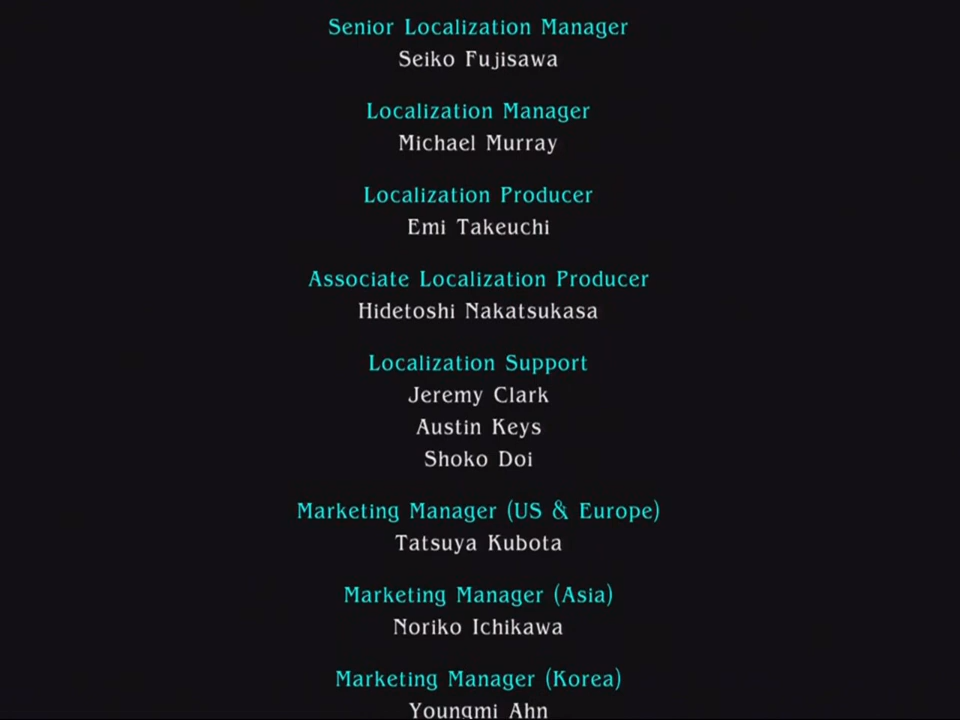 Senior Localization Manager
Seiko Fujisawa
Localization Manager
Michael Murray
Localization Producer
Emi Takeuchi
Associate Localization Producer
Hidetoshi Nakatsukasa
Localization Support
Jeremy Clark
Austin Keys
Shoko Doi
Marketing Manager (US & Europe)
Tatsuya Kubota
Marketing Manager (Asia)
Noriko Ichikawa
Marketing Manager (Korea)
Youngmi Ahn